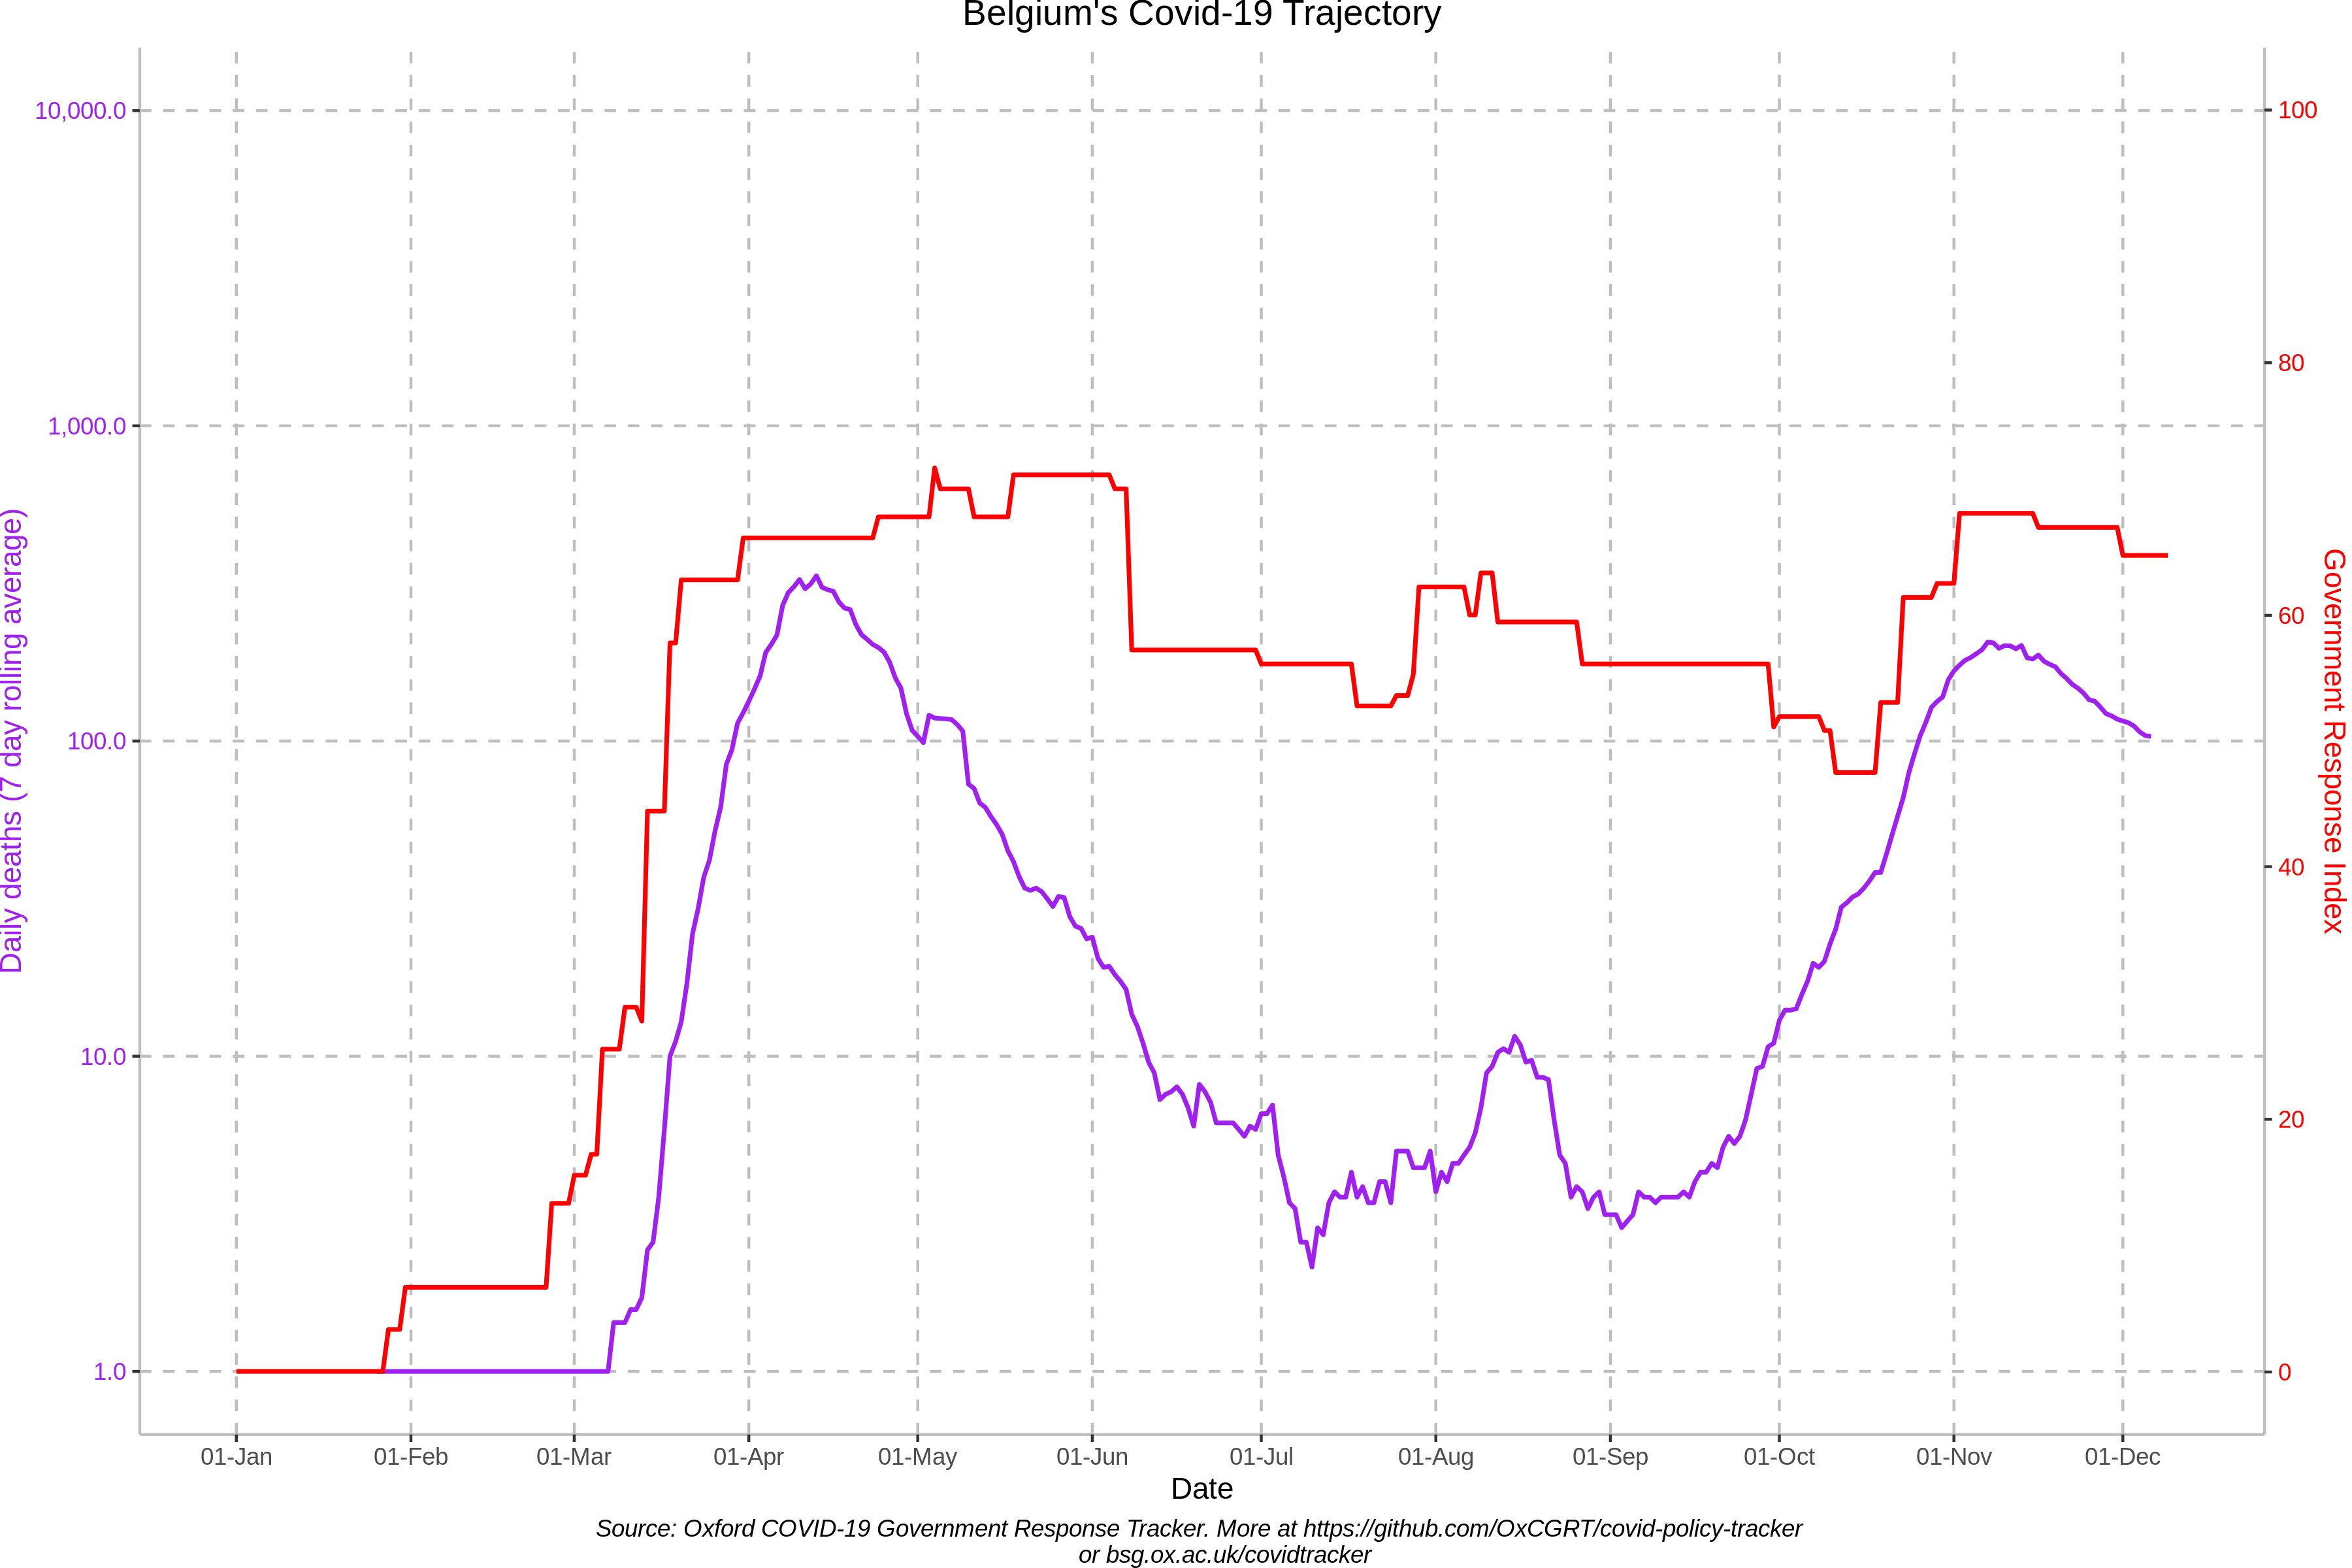 Belgium's Covid-19 Trajectory
10,000.0
1,000.0
100.0
10.0
1.0
Daily deaths (7 day rolling average)
100
80
60
40
20
0
Government Response Index
01-Jan 01-Feb 01-Mar 01-Apr 01-May 01-Jun 01-Jul 01-Aug 01-Sep 01-Oct 01-Nov 01-Dec
Date
Source: Oxford COVID-19 Government Response Tracker. More at https://github.com/OxCGRT/covid-policy-tracker
or bsg.ox.ac.uk/covidtracker